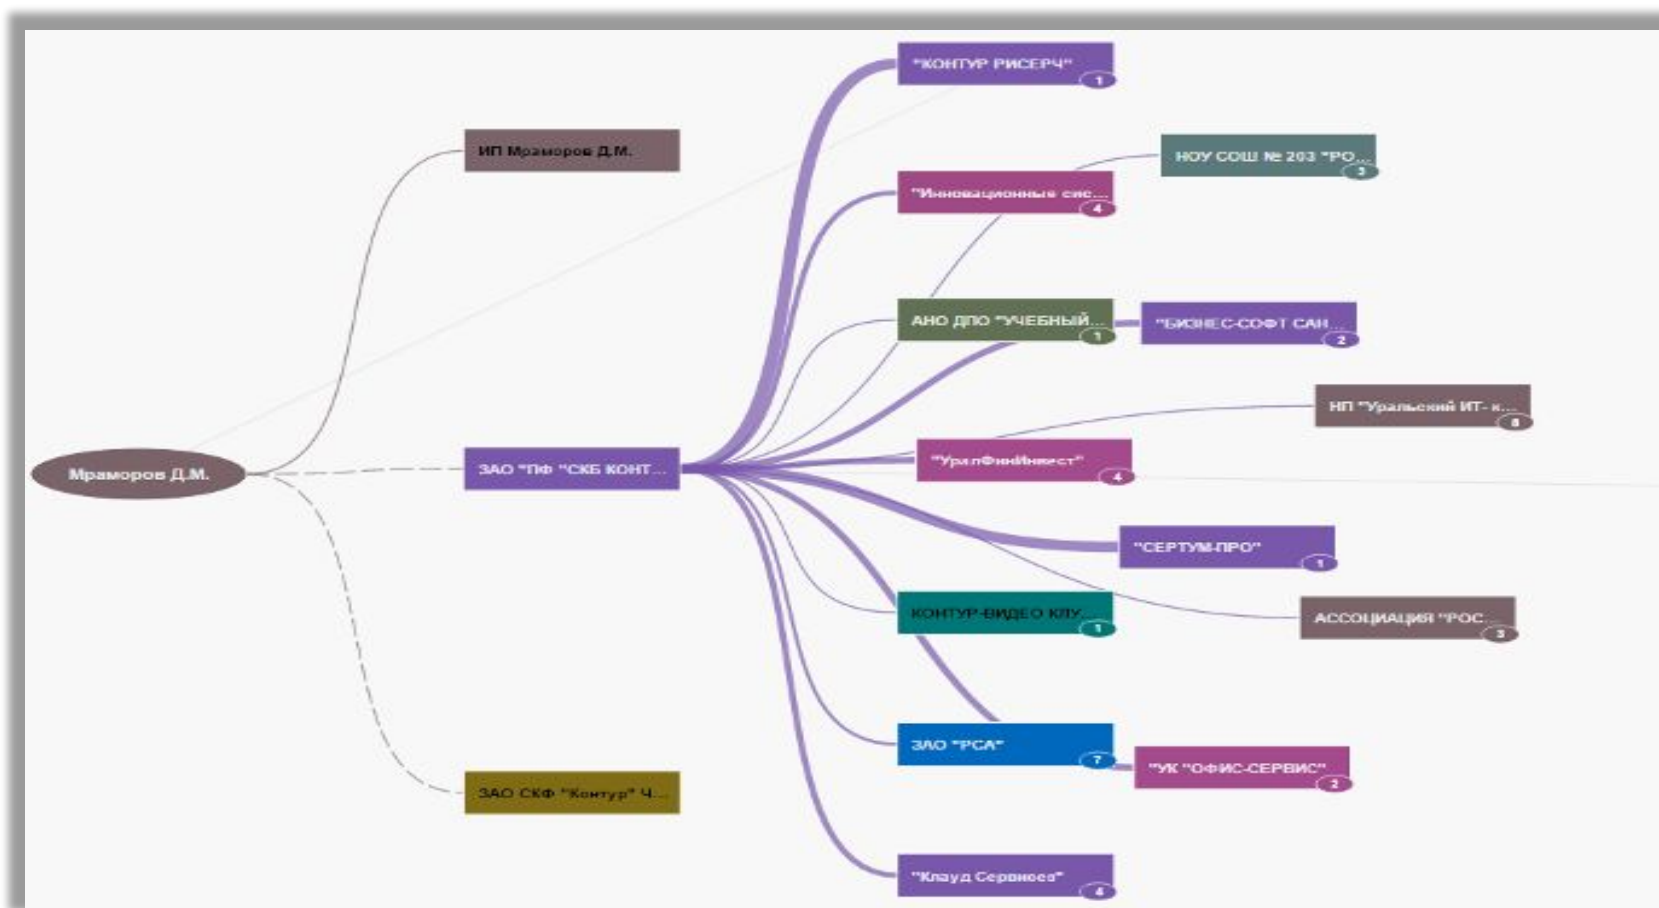 "КОНТУР РИСЕРЧ"
1
ИП Мраморов Д.М.
НОУ СОШ № 203 "РО...
3
"Инновационные сис...
4
АНО ДПО "УЧЕБНЫЙ...
1
"БИЗНЕС-СОФТ САН...
2
НП "Уральский ИТ- к...
8
Мраморов Д.М.
ЗАО "ПФ "СКБ КОНТ...
"УралФинИнвест"
4
"СЕРТУМ-ПРО"
1
КОНТУР-ВИДЕО КЛУ...
1
АССОЦИАЦИЯ "РОС...
3
ЗАО "РСА"
7
"УК "ОФИС-СЕРВИС"
2
ЗАО СКФ "Контур" Ч...
"Клауд Сервисез"
4